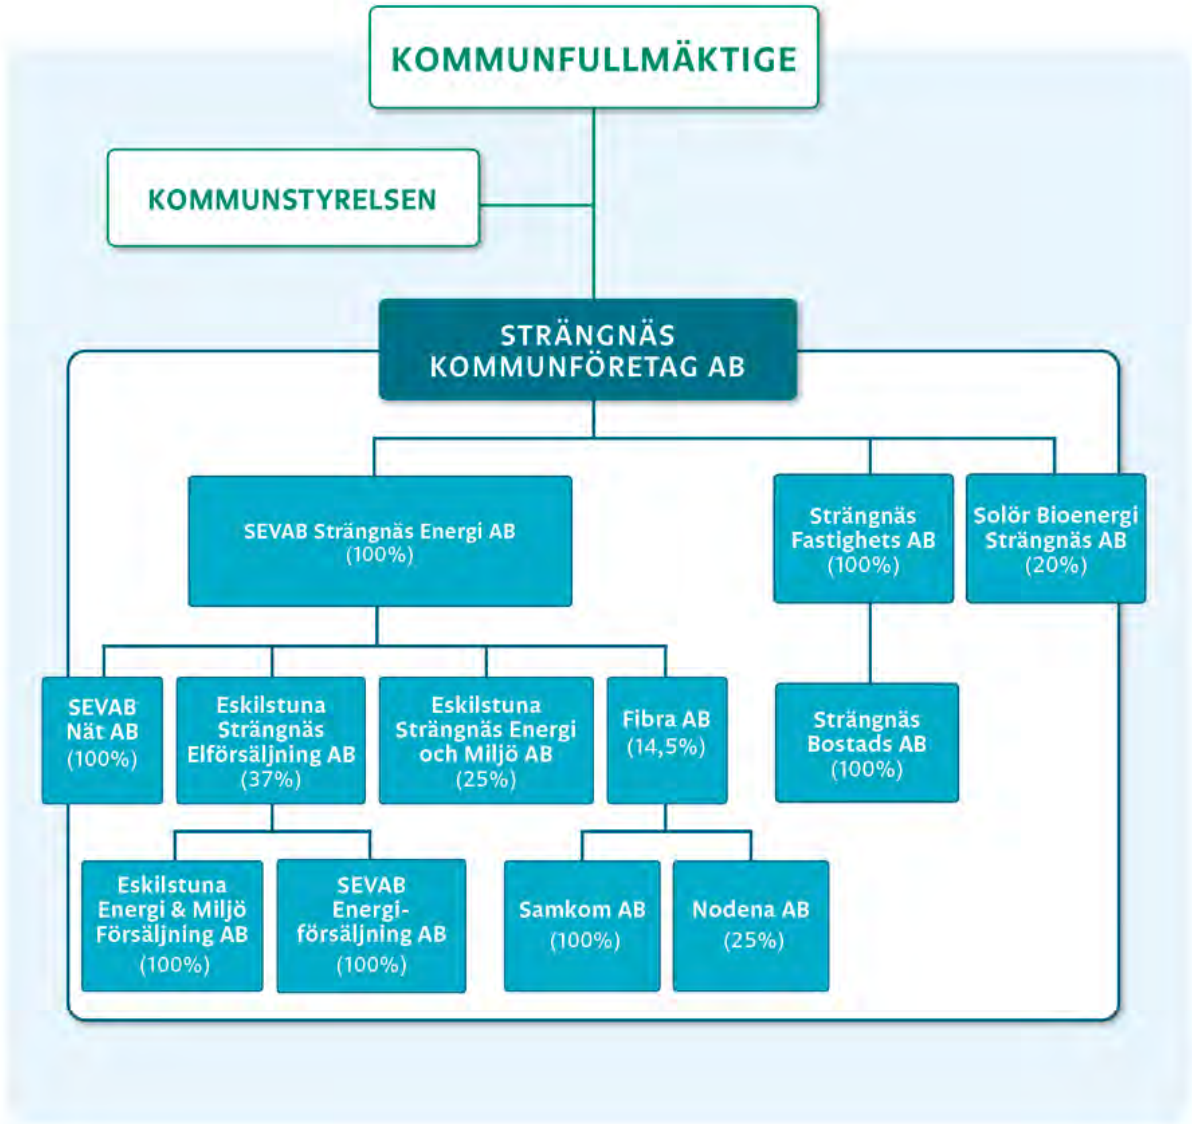 KOMMUNFULLMÄKTIGE
KOMMUNSTYRELSEN
STRÄNGNÄS
KOMMUNFÖRETAG AB
SEVAB Strängnäs Energi AB
(100%)
Strängnäs
Fastighets AB
(100%)
Solör Bioenergi
Strängnäs AB
(20%)
SEVAB
Nät AB
(100%)
Eskilstuna
Strängnäs
Elförsäljning AB
(37%)
Eskilstuna
Strängnäs Energi
och Miljö AB
(25%)
Fibra AB
(14,5%)
Strängnäs
Bostads AB
(100%)
Eskilstuna
Energi & Miljö
Försäljning AB
(100%)
SEVAB
Energi-
försäljning AB
(100%)
Samkom AB
(100%)
Nodena AB
(25%)